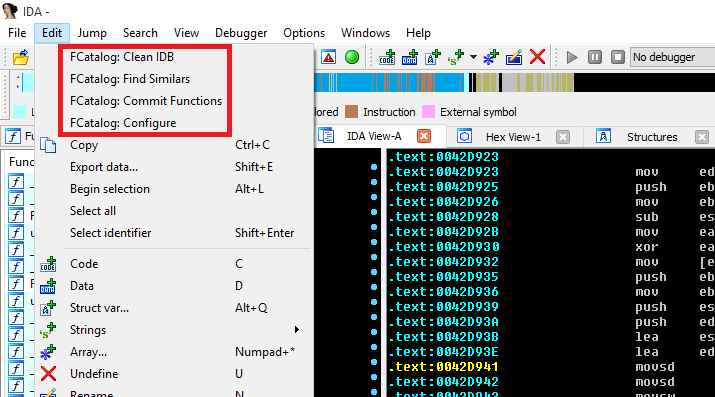 IDA -
File Edit Jump Search View Debugger Options Windows Help
No debugger
FCatalog: Clean IDB
FCatalog: Find Similars
FCatalog: Commit Functions
FCatalog: Configure
Copy Ctrl+C
Export data... Shift+E
Begin selection Alt+L
Select all
Select identifier Shift+Enter
Code C
Data D
Struct var... Alt+Q
Strings
Array... Numpad+*
Undefine U
Rename N
Instruction External symbol
IDA View-A Hex View-1 Structures
.text:0042D923
.text:0042D923 mov ed
.text:0042D925 push eb
.text:0042D926 mov eb
.text:0042D928 sub es
.text:0042D92B mov ea
.text:0042D930 xor ea
.text:0042D932 mov [e
.text:0042D935 push eb
.text:0042D936 mov eb
.text:0042D939 push es
.text:0042D93A push ed
.text:0042D93B lea es
.text:0042D93E lea ed
.text:0042D941 movsd
.text:0042D942 movsd